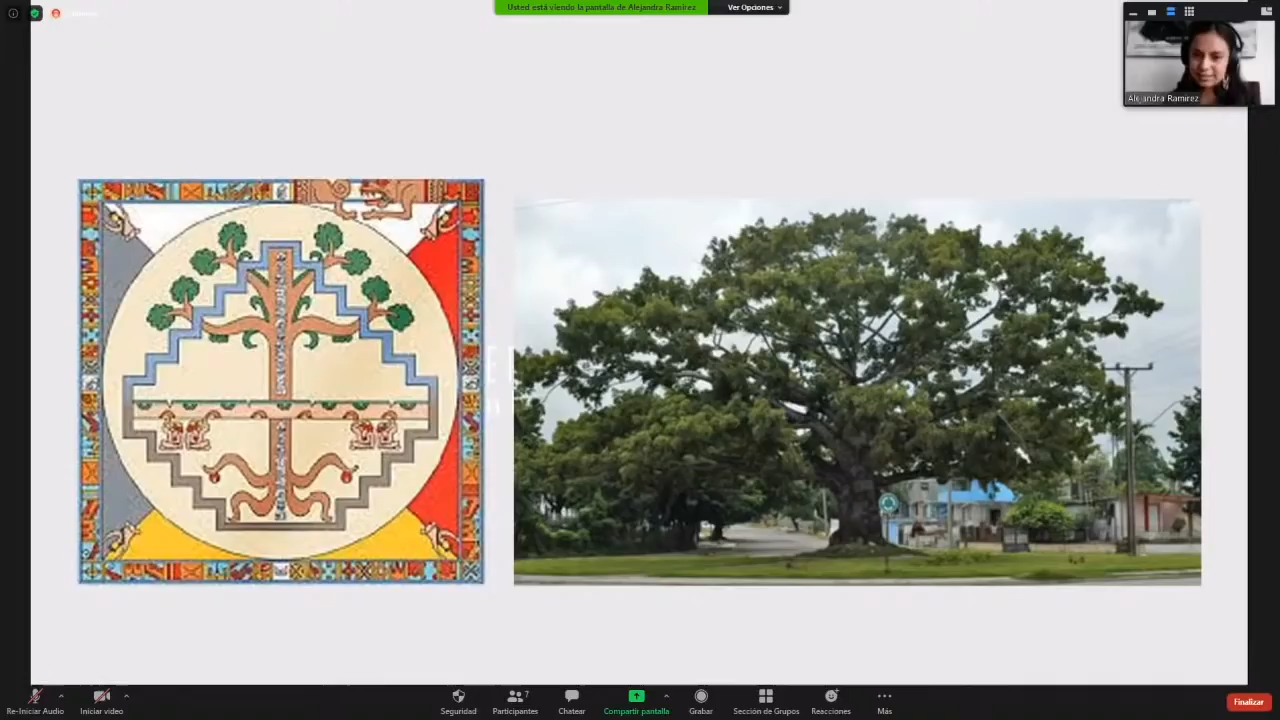 Usted está viendo la pantalla de Alejandra Ramirez
Ver Opciones
Alejandra Ramirez
Re-Iniciar Audio
Iniciar video
Seguridad
Participantes
7
Chatear
Compartir pantalla
Grabar
Sección de Grupos
Reacciones
Más
Finalizar